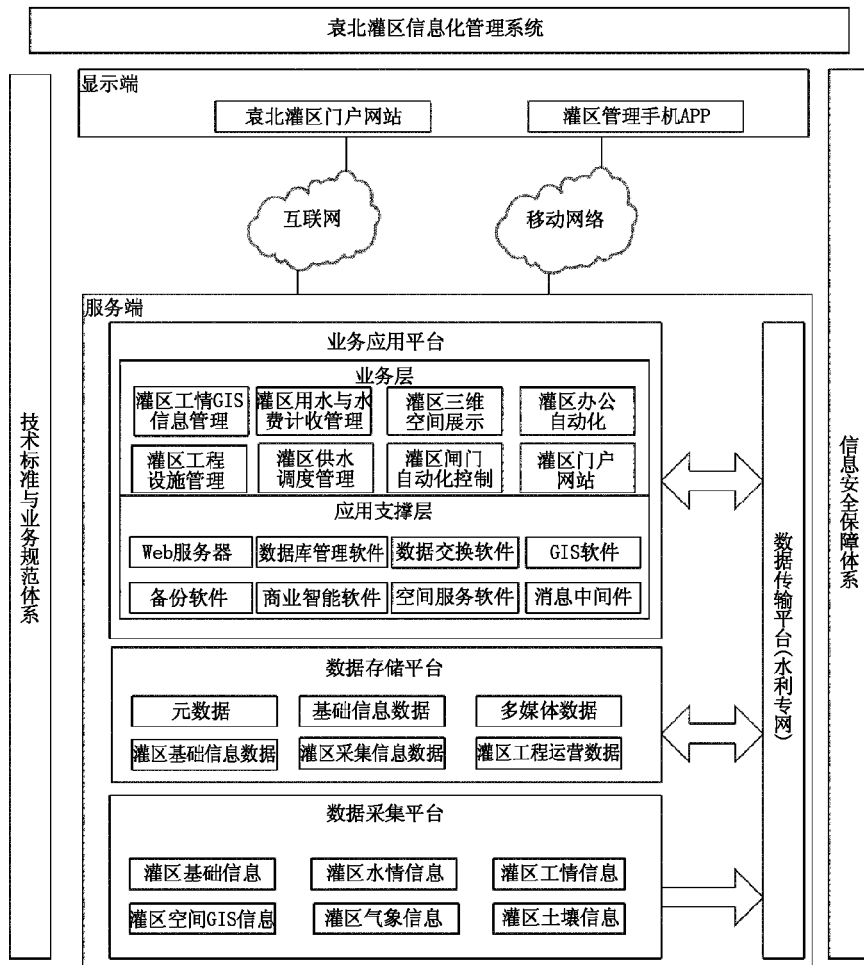 袁北灌区信息化管理系统
显示端
袁北灌区门户网站
灌区管理手机APP
互联网
移动网络
技术标准与业务规范体系
服务端
业务应用平台
业务层
灌区工情GIS
信息管理
灌区用水与水
费计收管理
灌区三维
空间展示
灌区办公
自动化
灌区工程
设施管理
灌区供水
调度管理
灌区闸门
自动化控制
灌区门户
网站
应用支撑层
Web服务器
数据库管理软件
数据交换软件
GIS软件
备份软件
商业智能软件
空间服务软件
消息中间件
数据存储平台
元数据
基础信息数据
多媒体数据
灌区基础信息数据
灌区采集信息数据
灌区工程运营数据
数据采集平台
灌区基础信息
灌区水情信息
灌区工情信息
灌区空间GIS信息
灌区气象信息
灌区土壤信息
数据传输平台(水利专网)
信息安全保障体系